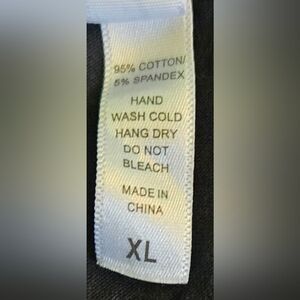 95% COTTON/
5% SPANDEX
HAND
WASH COLD
HANG DRY
DO NOT
BLEACH
MADE IN
CHINA
XL